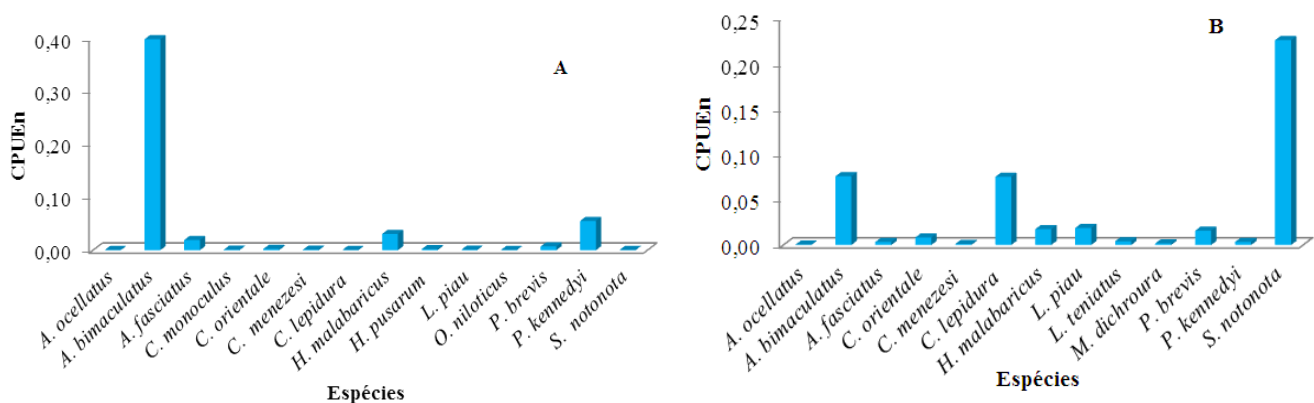 A
CPUEn
0,40
0,30
0,20
0,10
0,00
A. ocellatus
A. bimaculatus
A. fasciatus
C. monoculus
C. orientale
C. menezesi
C. lepidura
H. malabaricus
H. pusarum
L. piau
O. niloticus
P. brevis
P. kennedyi
S. notonota
Espécies
B
CPUEn
0,25
0,20
0,15
0,10
0,05
0,00
A. ocellatus
A. bimaculatus
A. fasciatus
C. orientale
C. menezesi
C. lepidura
H. malabaricus
L. piau
L. teniatus
M. dichroura
P. brevis
P. kennedyi
S. notonota
Espécies